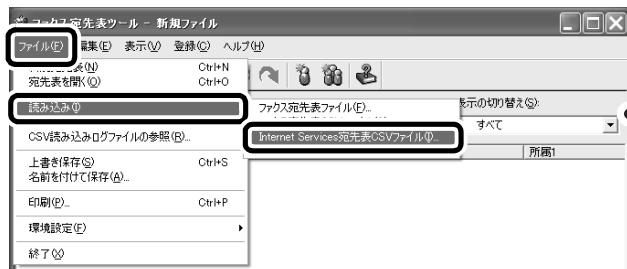 ファクス宛先表ツール - 新規ファイル
ファイル(F) 編集(E) 表示(V) 登録(C) ヘルプ(H)
(N) Ctrl+N
宛先表を開く(O) Ctrl+O
読み込み(I)
ファクス宛先表ファイル(F)...
表示の切り替え(S):
すべて
CSV読み込みログファイルの参照(R)...
Internet Services宛先表CSVファイル(I)...
所属1
上書き保存(S) Ctrl+S
名前を付けて保存(A)...
印刷(P)... Ctrl+P
環境設定(F)
終了(X)